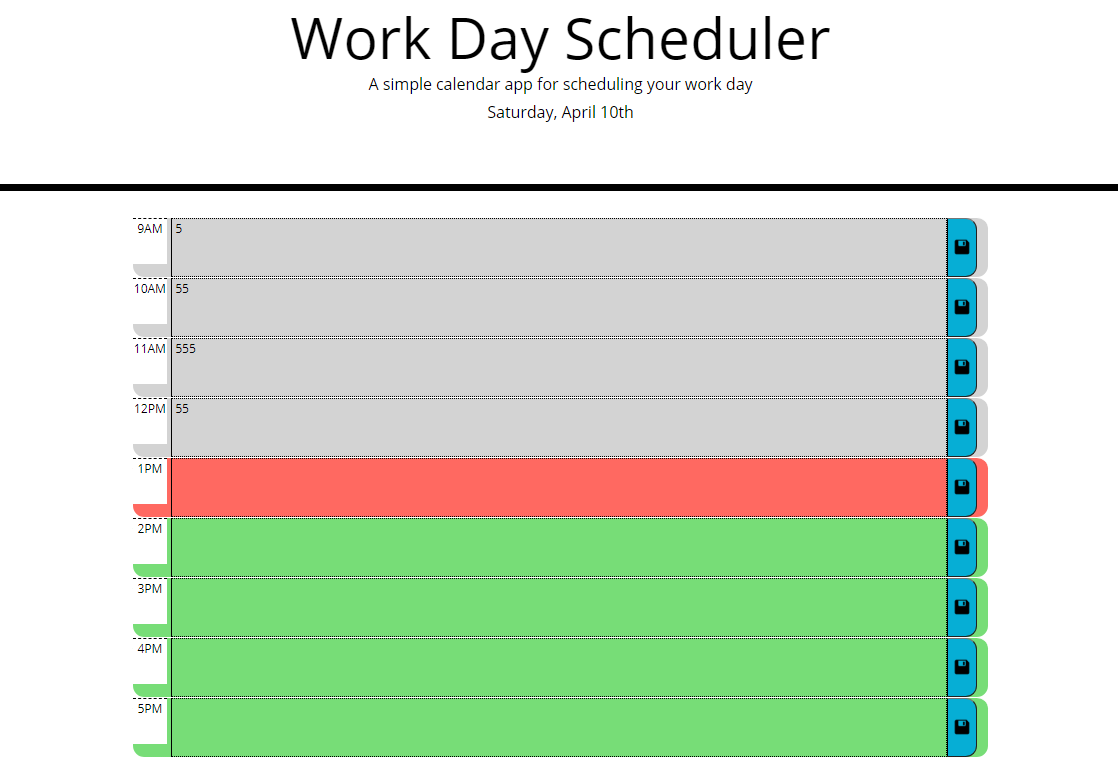 Work Day Scheduler
A simple calendar app for scheduling your work day
Saturday, April 10th
9AM 5
10AM 55
11AM 555
12PM 55
1PM
2PM
3PM
4PM
5PM